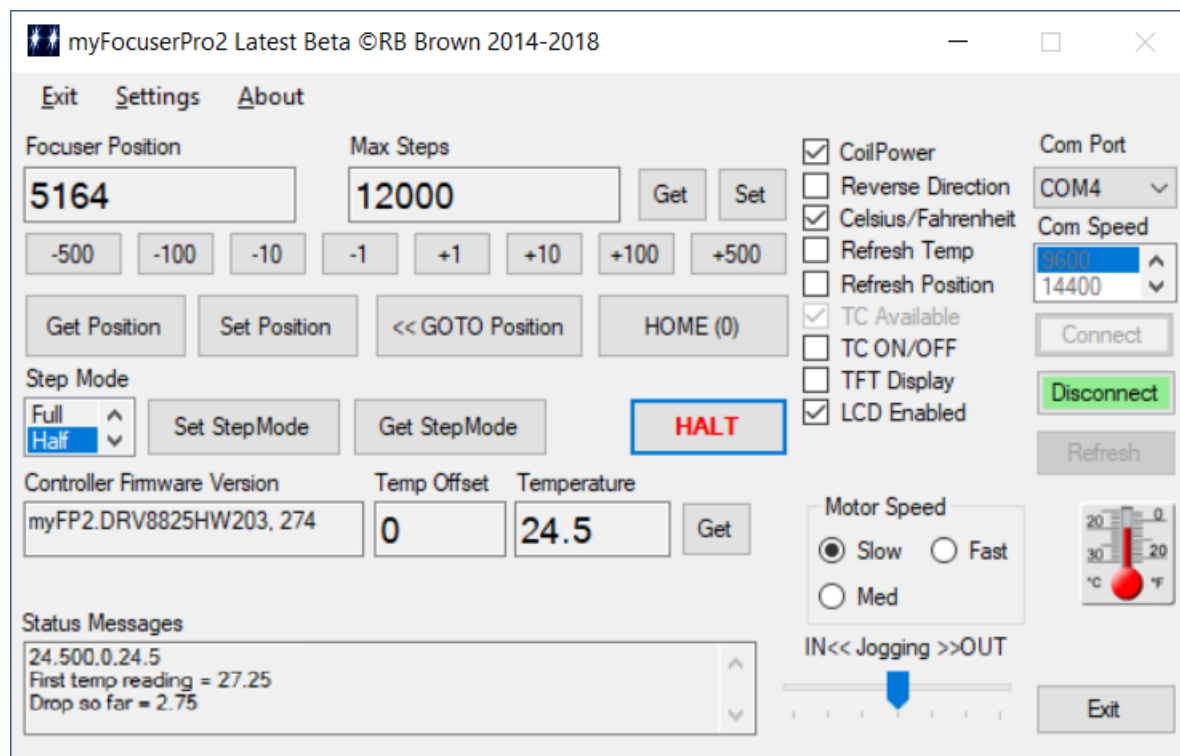 myFocuserPro2 Latest Beta ©RB Brown 2014-2018
Exit Settings About
Focuser Position
5164
Max Steps
12000
Get Set
-500 -100 -10 -1 +1 +10 +100 +500
Get Position Set Position << GOTO Position HOME (0)
Step Mode
Full
Half
Set StepMode Get StepMode HALT
Controller Firmware Version
myFP2.DRV8825HW203, 274
Temp Offset
0
Temperature
24.5
Get
Status Messages
24.500.0.24.5
First temp reading = 27.25
Drop so far = 2.75
CoilPower
Reverse Direction
Celsius/Fahrenheit
Refresh Temp
Refresh Position
TC Available
TC ON/OFF
TFT Display
LCD Enabled
Motor Speed
Slow Fast
Med
IN<< Jogging >>OUT
Com Port
COM4
Com Speed
9600
14400
Connect
Disconnect
Refresh
20 0
30 20
°C °F
Exit